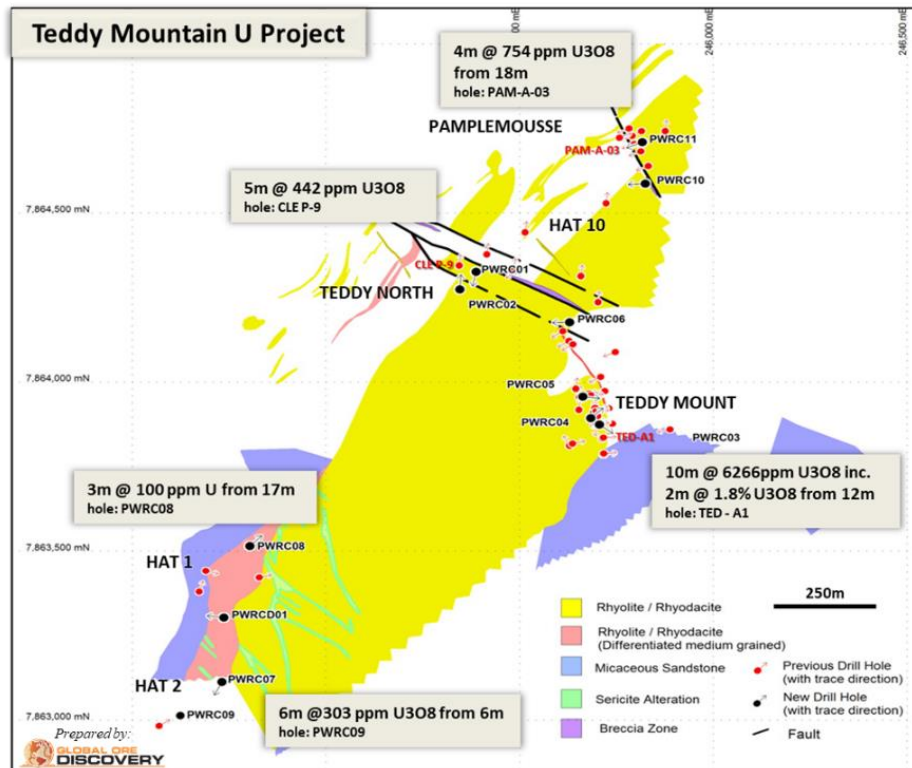 Teddy Mountain U Project
00 mE
246,000 mE
246,500 mE
4m @ 754 ppm U3O8
from 18m
hole: PAM-A-03
PAMPLEMOUSSE
PWRC11
PAM-A-03
PWRC10
5m @ 442 ppm U3O8
hole: CLE P-9
7,864,500 mN
HAT 10
CLE P-9
PWRC01
TEDDY NORTH
PWRC02
PWRC06
7,864,000 mN
PWRC05
TEDDY MOUNT
PWRC04
TED-A1
PWRC03
10m @ 6266ppm U3O8 inc.
2m @ 1.8% U3O8 from 12m
hole: TED - A1
3m @ 100 ppm U from 17m
hole: PWRC08
7,863,500 mN
PWRC08
HAT 1
PWRCD01
HAT 2
PWRC07
PWRC09
7,863,000 mN
6m @303 ppm U3O8 from 6m
hole: PWRC09
250m
Rhyolite / Rhyodacite
Rhyolite / Rhyodacite
(Differentiated medium grained)
Micaceous Sandstone
Sericite Alteration
Breccia Zone
Previous Drill Hole
(with trace direction)
New Drill Hole
(with trace direction)
Fault
Prepared by:
GLOBAL ORE
DISCOVERY